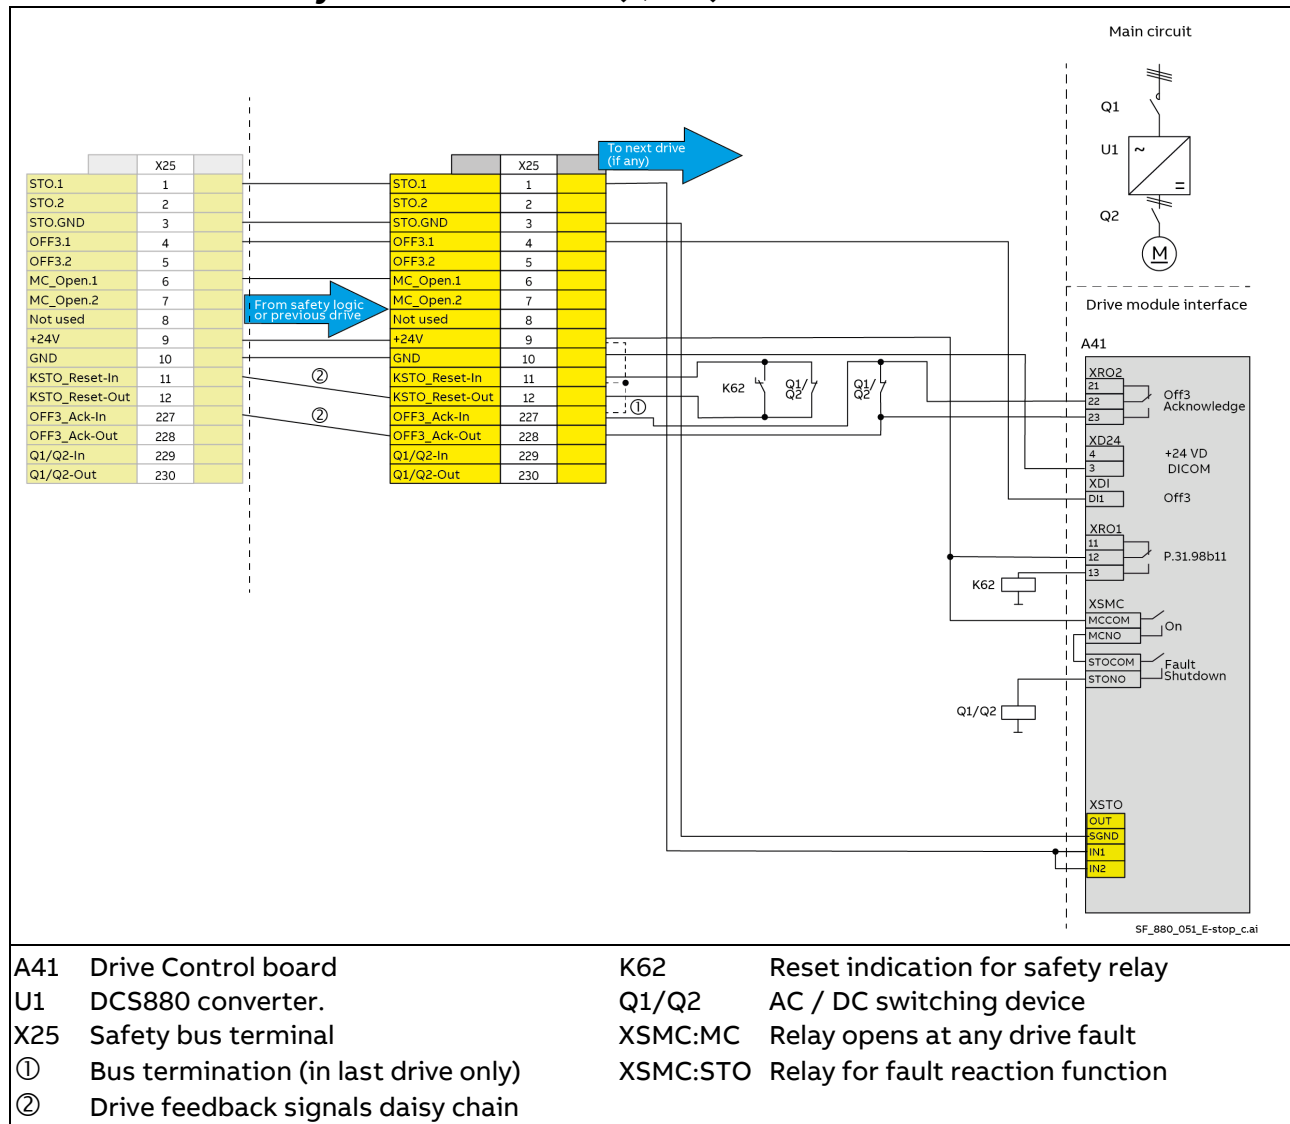 Main circuit
Q1
U1
~
=
Q2
M
To next drive
(if any)
X25
STO.1 1
STO.2 2
STO.GND 3
OFF3.1 4
OFF3.2 5
MC_Open.1 6
MC_Open.2 7
Not used 8
+24V 9
GND 10
KSTO_Reset-In 11
KSTO_Reset-Out 12
OFF3_Ack-In 227
OFF3_Ack-Out 228
Q1/Q2-In 229
Q1/Q2-Out 230
From safety logic
or previous drive
②
②
X25
STO.1 1
STO.2 2
STO.GND 3
OFF3.1 4
OFF3.2 5
MC_Open.1 6
MC_Open.2 7
Not used 8
+24V 9
GND 10
KSTO_Reset-In 11
KSTO_Reset-Out 12
OFF3_Ack-In 227
OFF3_Ack-Out 228
Q1/Q2-In 229
Q1/Q2-Out 230
①
K62
Q1/
Q2
Q1/
Q2
Drive module interface
A41
XRO2
21
22
23
Off3
Acknowledge
XD24
4 +24 VD
3 DICOM
XDI
DI1 Off3
XRO1
11
12 P.31.98b11
13
K62
XSMC
MCCOM
MCNO
On
STOCOM
STONO
Fault
Shutdown
Q1/Q2
XSTO
OUT
SGND
IN1
IN2
SF_880_051_E-stop_c.ai
A41 Drive Control board
U1 DCS880 converter.
X25 Safety bus terminal
① Bus termination (in last drive only)
② Drive feedback signals daisy chain
K62 Reset indication for safety relay
Q1/Q2 AC / DC switching device
XSMC:MC Relay opens at any drive fault
XSMC:STO Relay for fault reaction function